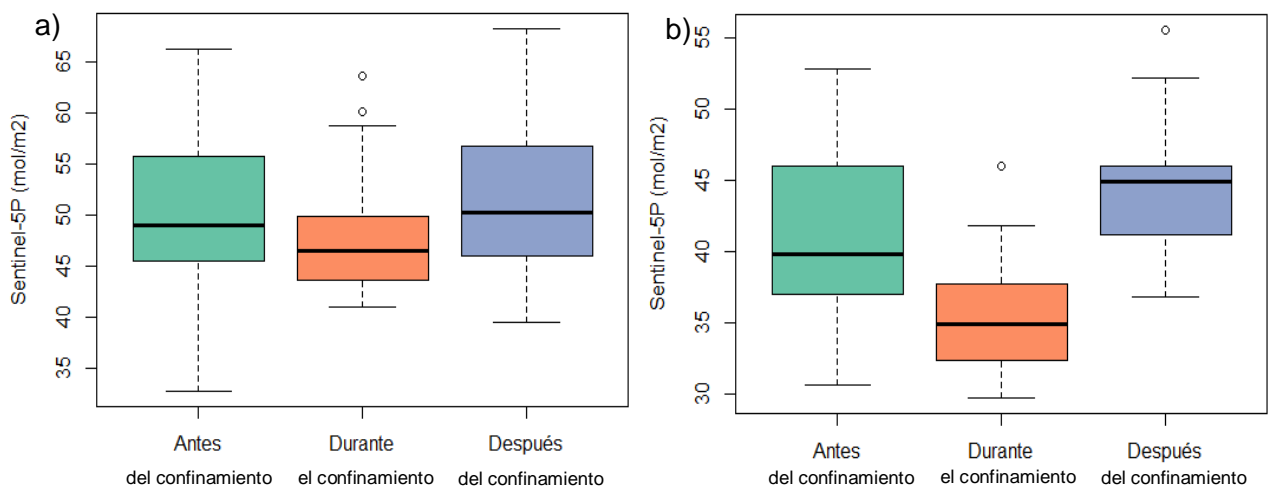 a)
Sentinel-5P (mol/m2)
65
60
55
50
45
40
35
Antes
del confinamiento
Durante
el confinamiento
Después
del confinamiento
b)
Sentinel-5P (mol/m2)
55
50
45
40
35
30
Antes
del confinamiento
Durante
el confinamiento
Después
del confinamiento